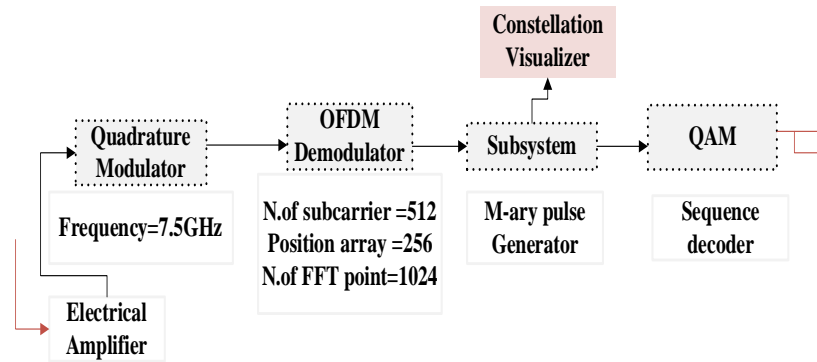 Constellation
Visualizer
Quadrature
Modulator
OFDM
Demodulator
Subsystem
QAM
Frequency=7.5GHz
N.of subcarrier =512
Position array =256
N.of FFT point=1024
M-ary pulse
Generator
Sequence
decoder
Electrical
Amplifier